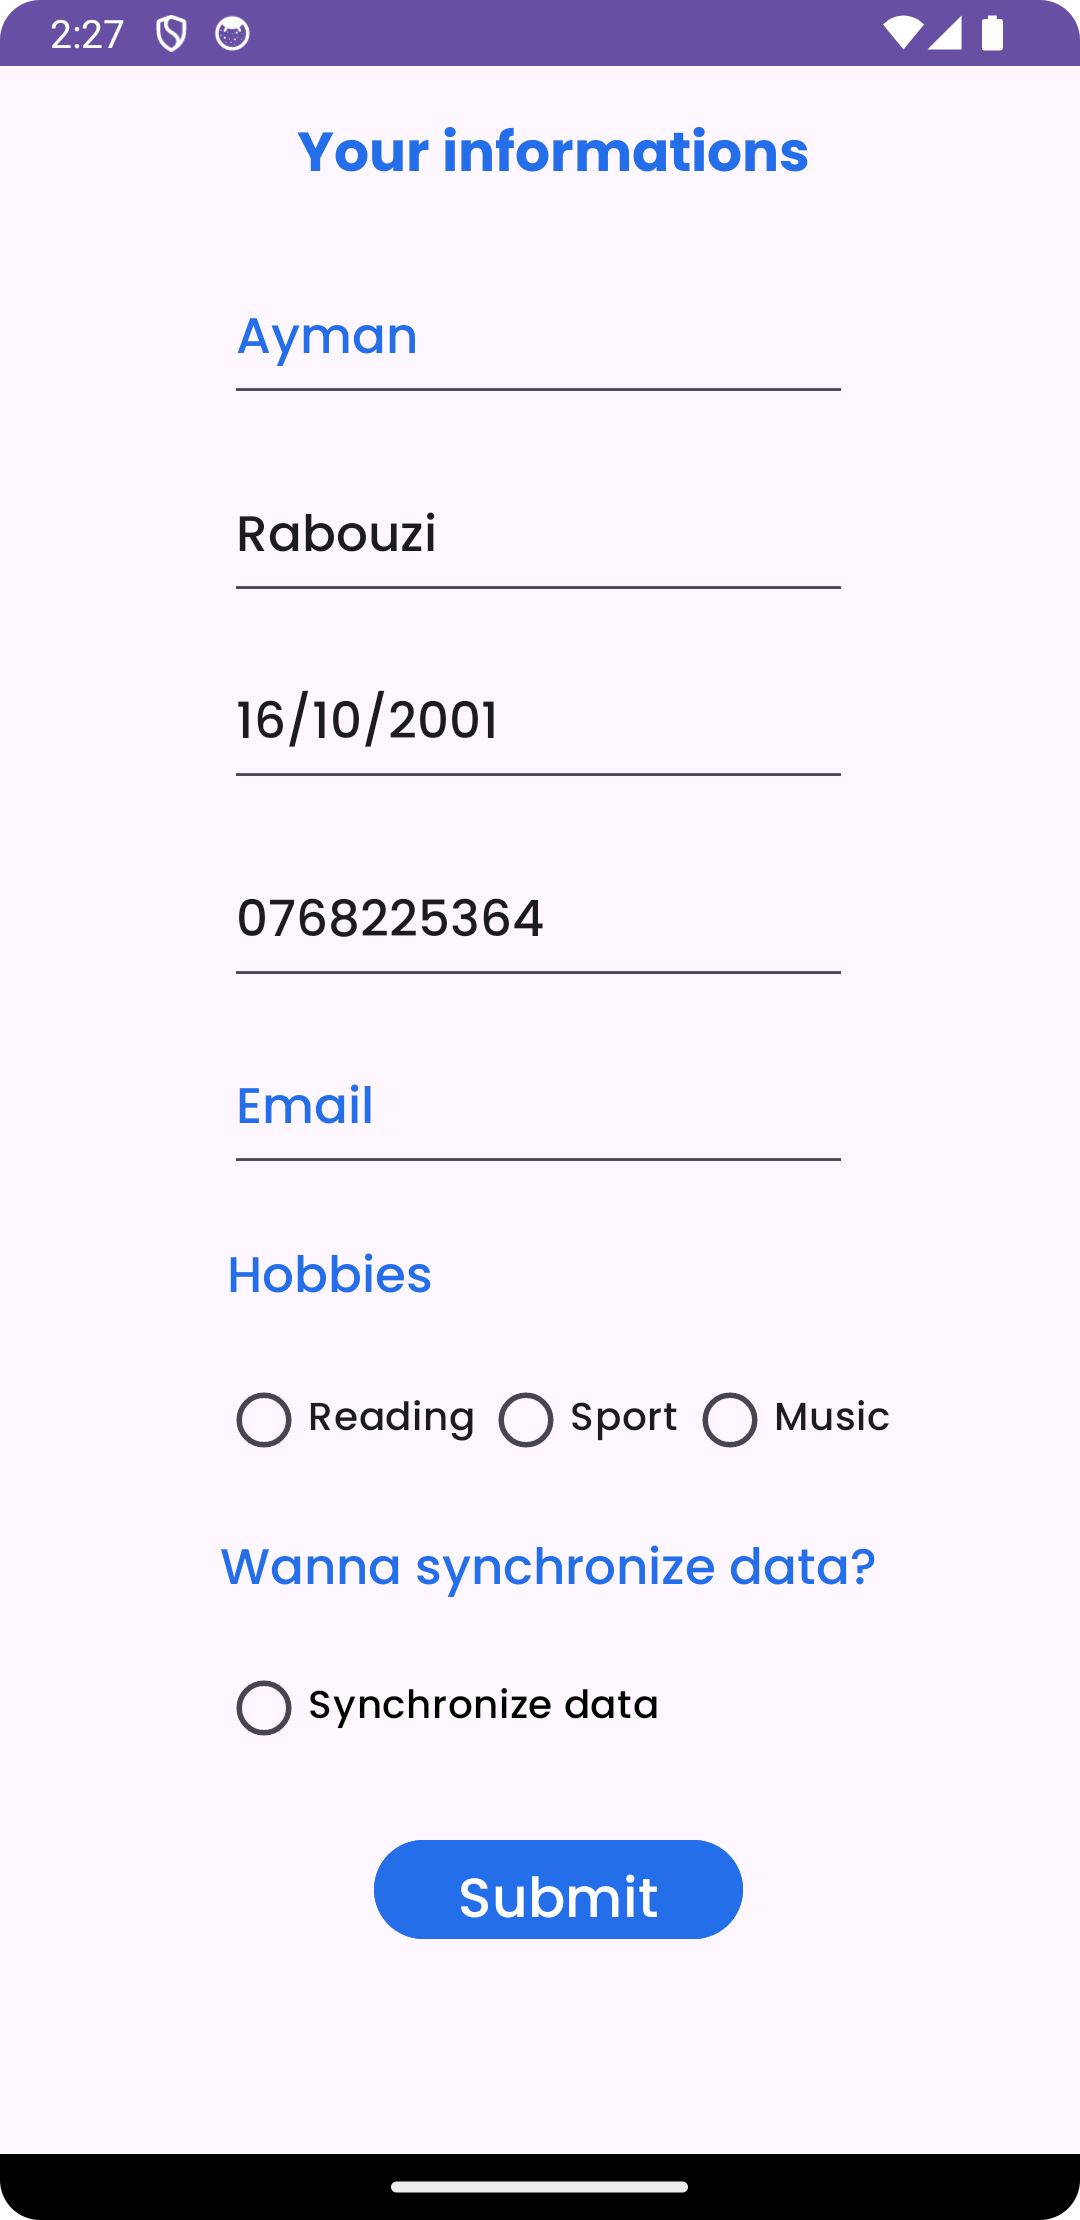 2:27
Your informations
Ayman
Rabouzi
16/10/2001
0768225364
Email
Hobbies
Reading Sport Music
Wanna synchronize data?
Synchronize data
Submit